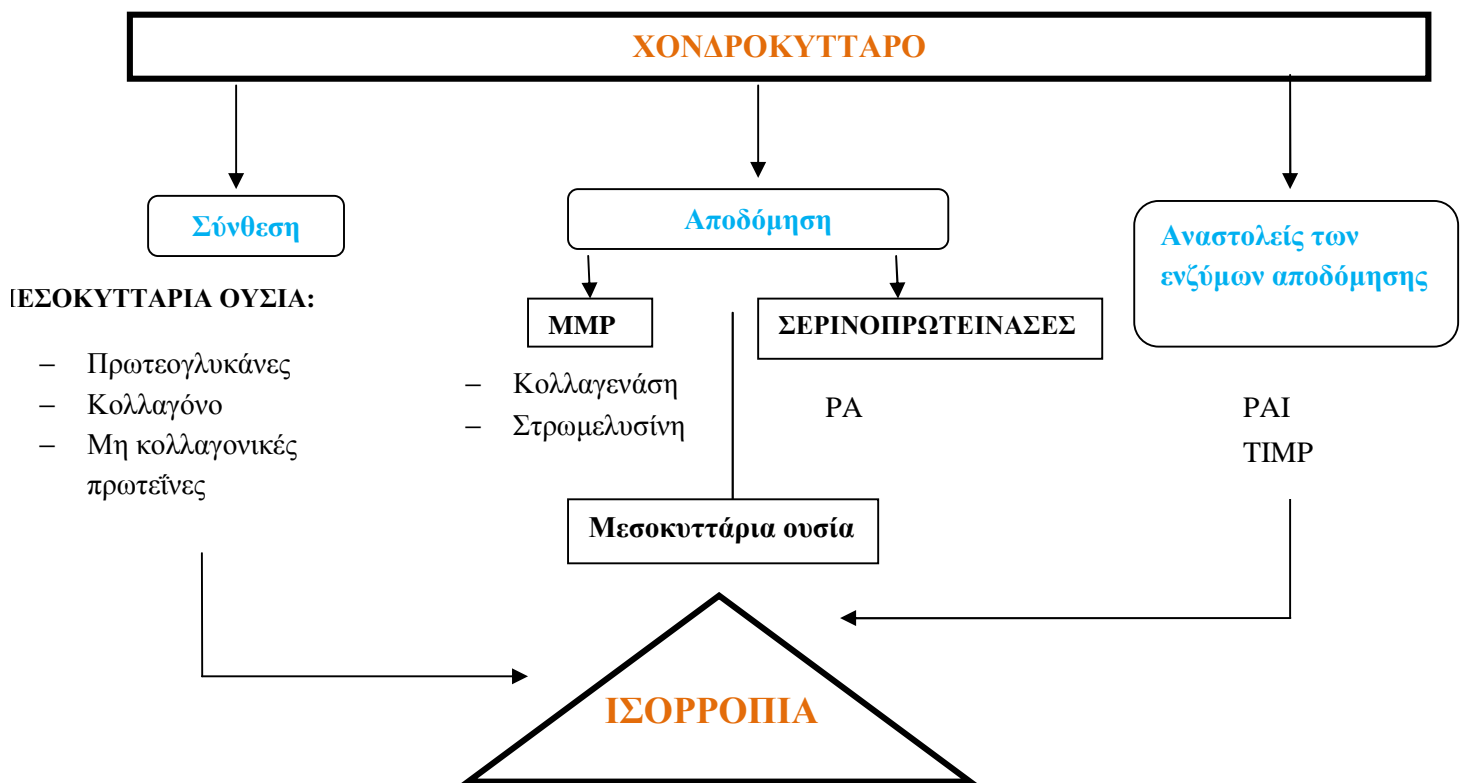 ΧΟΝΔΡΟΚΥΤΤΑΡΟ
Σύνθεση
Αποδόμηση
Αναστολείς των
ενζύμων αποδόμησης
ΕΣΟΚΥΤΤΑΡΙΑ ΟΥΣΙΑ:
– Πρωτεογλυκάνες
– Κολλαγόνο
– Μη κολλαγονικές
πρωτεΐνες
MMP
– Κολλαγενάση
– Στρωμελυσίνη
ΣΕΡΙΝΟΠΡΩΤΕΙΝΑΣΕΣ
PA
PAI
TIMP
Μεσοκυττάρια ουσία
ΙΣΟΡΡΟΠΙΑ